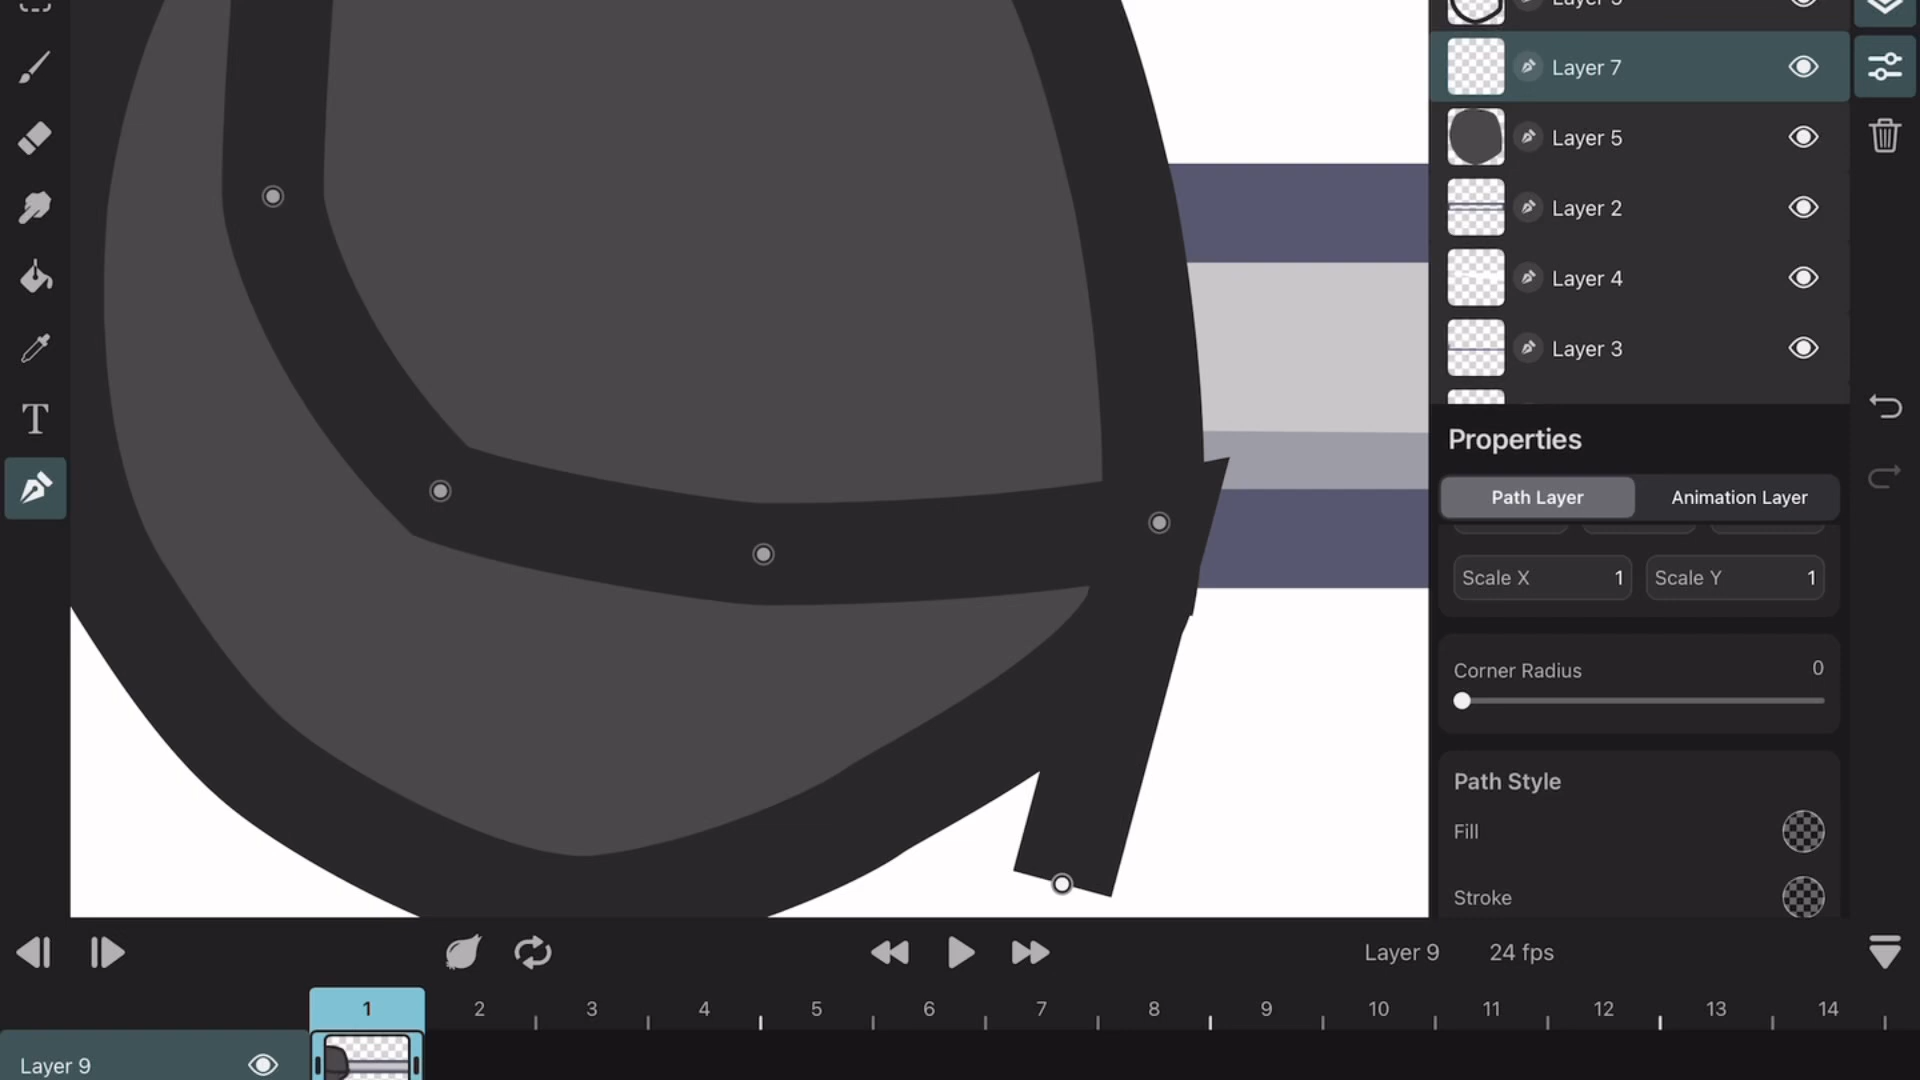 Layer 7
Layer 5
Layer 2
Layer 4
Layer 3
Properties
Path Layer Animation Layer
Scale X 1 Scale Y 1
Corner Radius 0
Path Style
Fill
Stroke
T
Layer 9 24 fps
1 2 3 4 5 6 7 8 9 10 11 12 13 14
Layer 9